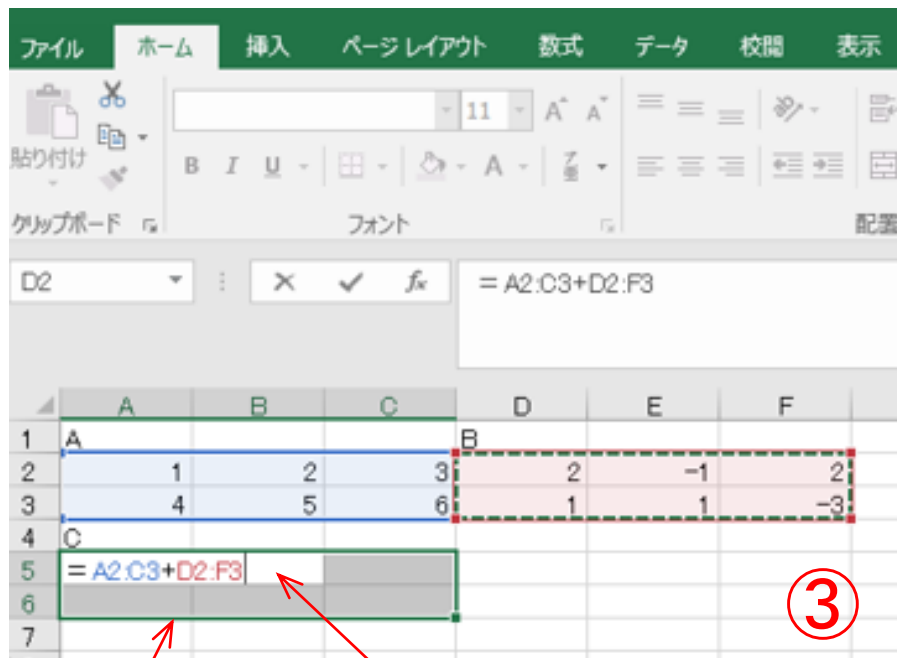 ファイル ホーム 挿入 ページ レイアウト 数式 データ 校閲 表示
11 A A
貼り付け B I U A
クリップボード フォント 配置
D2 fx = A2:C3+D2:F3
A B C D E F
1 A B
2 1 2 3 2 -1 2
3 4 5 6 1 1 -3
4 C
5 = A2:C3+D2:F3
6 ③
7